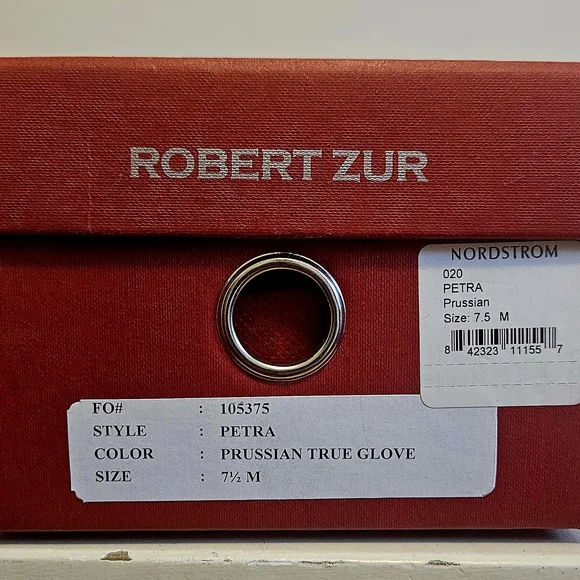 ROBERT ZUR
NORDSTROM
020
PETRA
Prussian
Size: 7.5 M
8 42323 11155 7
FO# : 105375
STYLE : PETRA
COLOR : PRUSSIAN TRUE GLOVE
SIZE : 7½ M